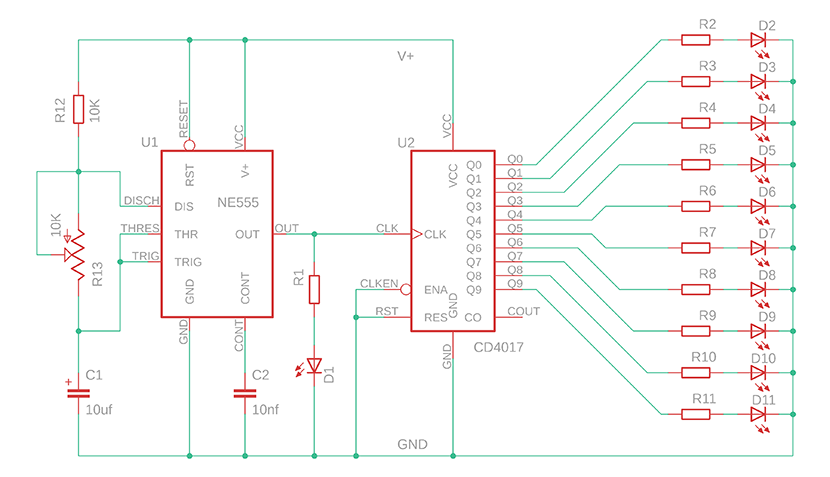 V+
R12
10K
10K
R13
C1
+
10uf
U1
RESET
VCC
RST
V+
NE555
DISCH
DIS
THRES
THR
TRIG
TRIG
OUT
OUT
GND
CONT
GND
CONT
C2
10nf
R1
D1
U2
VCC
VCC
CLK
CLK
CLKEN
ENA
RST
RES
GND
GND
CO
COUT
CD4017
Q0
Q0
Q1
Q1
Q2
Q2
Q3
Q3
Q4
Q4
Q5
Q5
Q6
Q6
Q7
Q7
Q8
Q8
Q9
Q9
R2
D2
R3
D3
R4
D4
R5
D5
R6
D6
R7
D7
R8
D8
R9
D9
R10
D10
R11
D11
GND